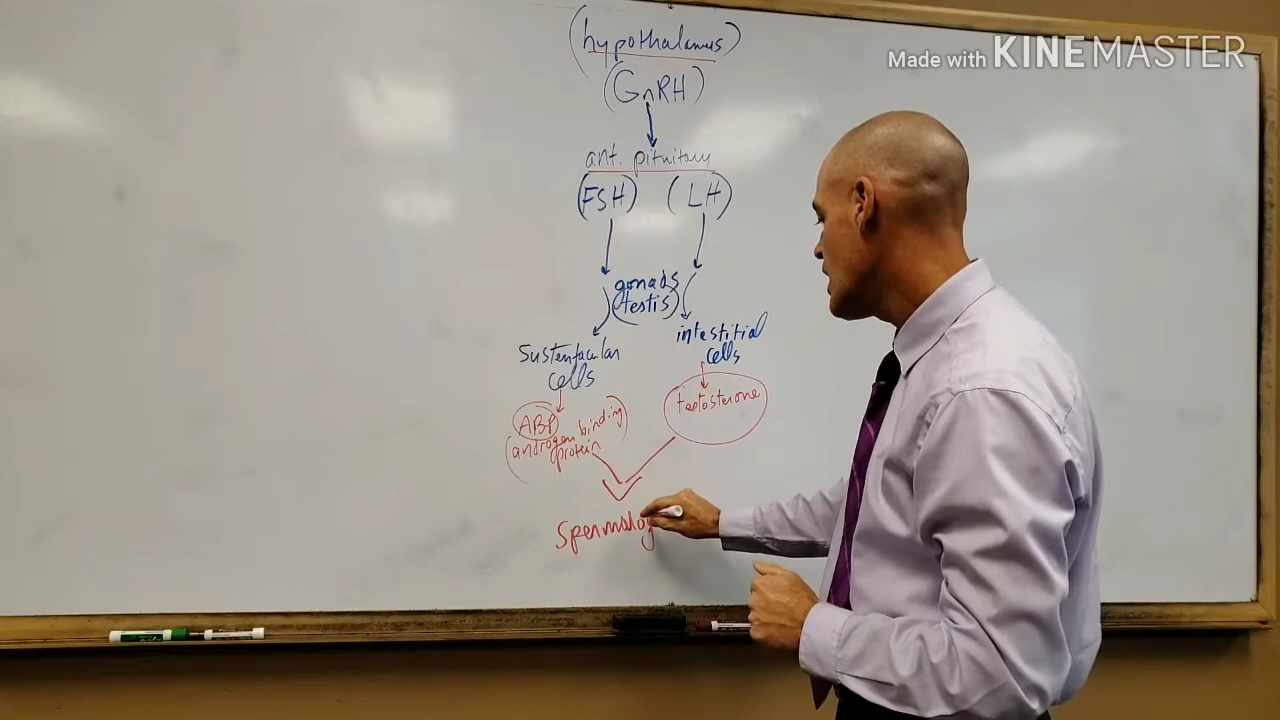 (hypothalamus)
Made with KINEMASTER
(GnRH)
ant. pituitary
(FSH) (LH)
gonads
(testis)
intestitial
cells
sustentacular
cells
testosterone
ABP
(androgen binding
protein)
spermatog